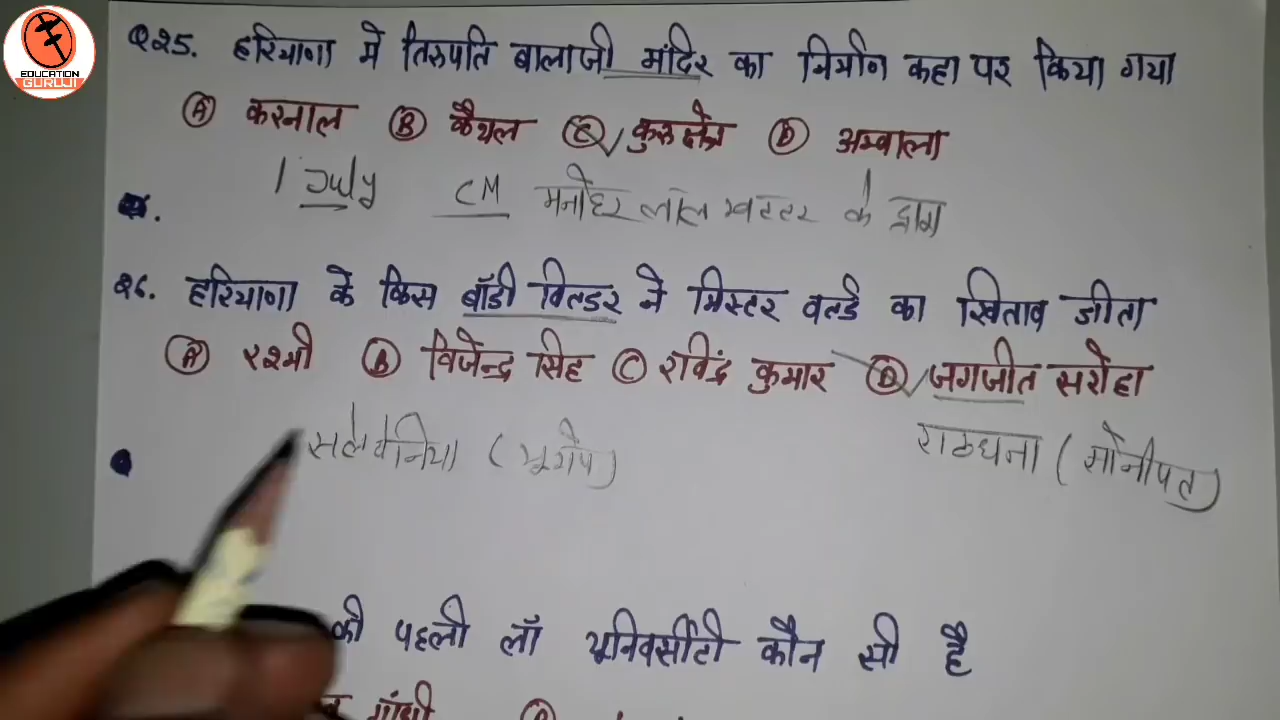 EDUCATION
GURUJI
Q25. हरियाणा मे तिरुपति बालाजी मंदिर का निर्माण कहा पर किया गया
Ⓐ करनाल Ⓑ कैथल Ⓒ कुरुक्षेत्र Ⓓ अम्बाला
1 July CM मनोहर लाल खट्टर के द्वारा
26. हरियाणा के किस बॉडी बिल्डर ने मिस्टर वर्ल्ड का खिताब जीता
Ⓐ रश्मी Ⓑ विजेन्द्र सिंह Ⓒ रविंद्र कुमार Ⓓ जगजीत सरोहा
सलोवेनिया (यूरोप) राठधना (सोनीपत)
की पहली लॉ यूनिवर्सीटी कौन सी है
गांधी